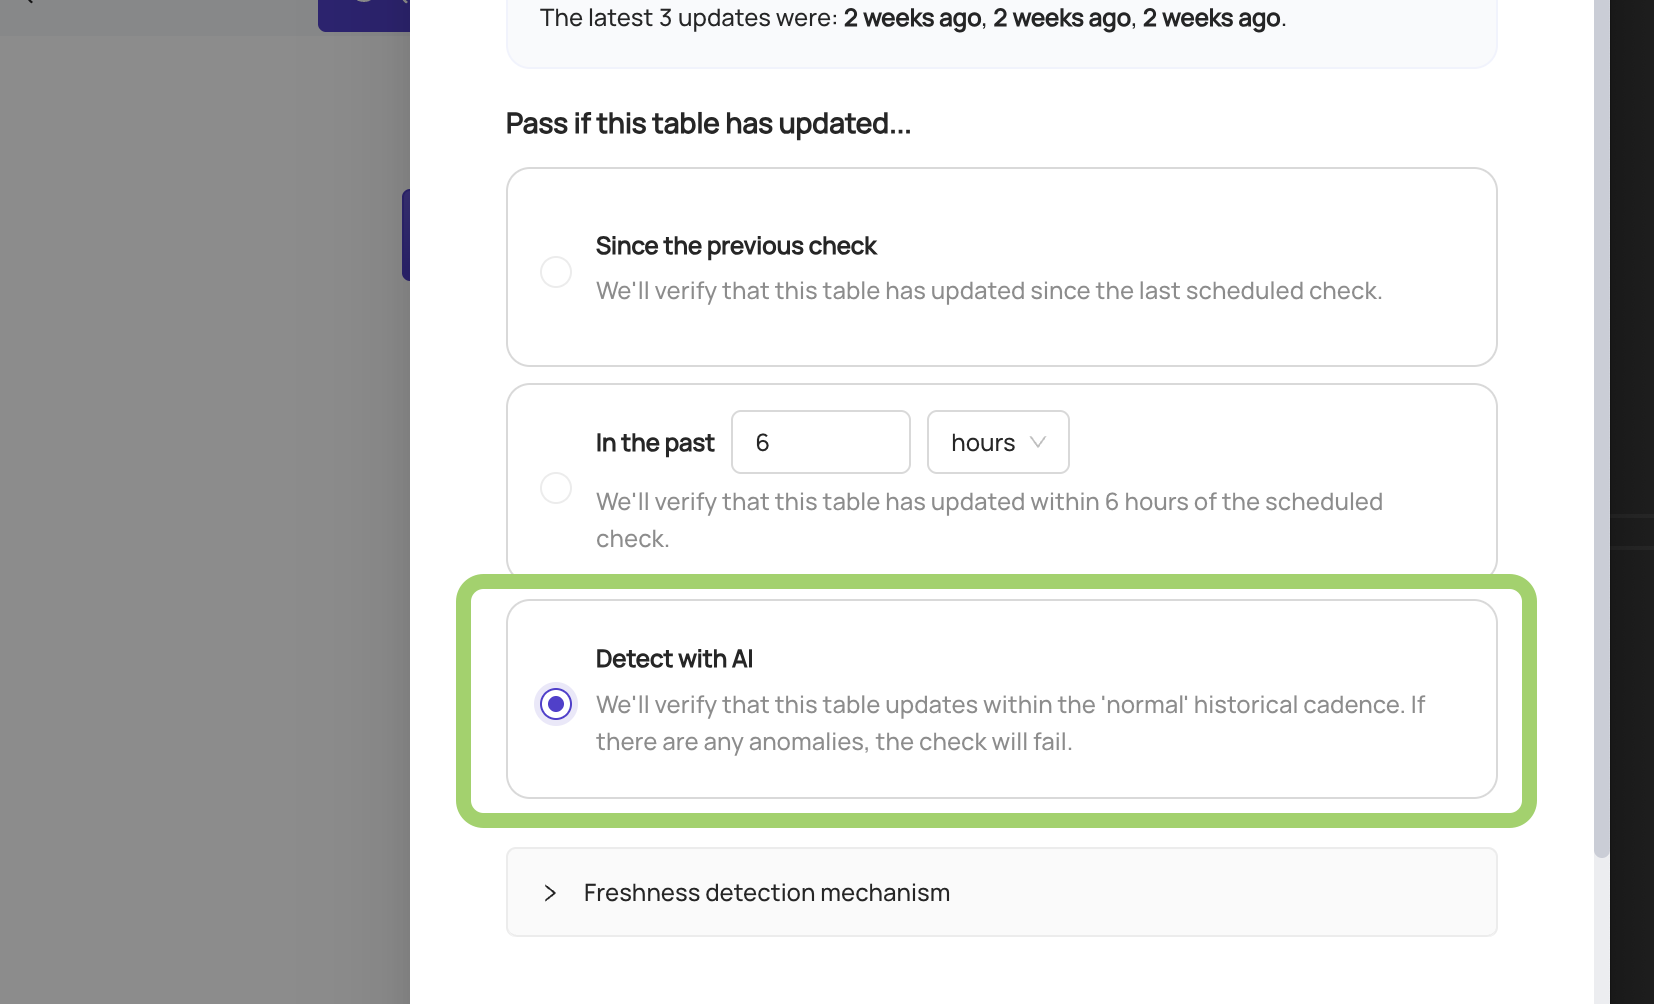 The latest 3 updates were: 2 weeks ago, 2 weeks ago, 2 weeks ago.
Pass if this table has updated...
Since the previous check
We'll verify that this table has updated since the last scheduled check.
In the past 6 hours
We'll verify that this table has updated within 6 hours of the scheduled
check.
Detect with AI
We'll verify that this table updates within the 'normal' historical cadence. If
there are any anomalies, the check will fail.
Freshness detection mechanism